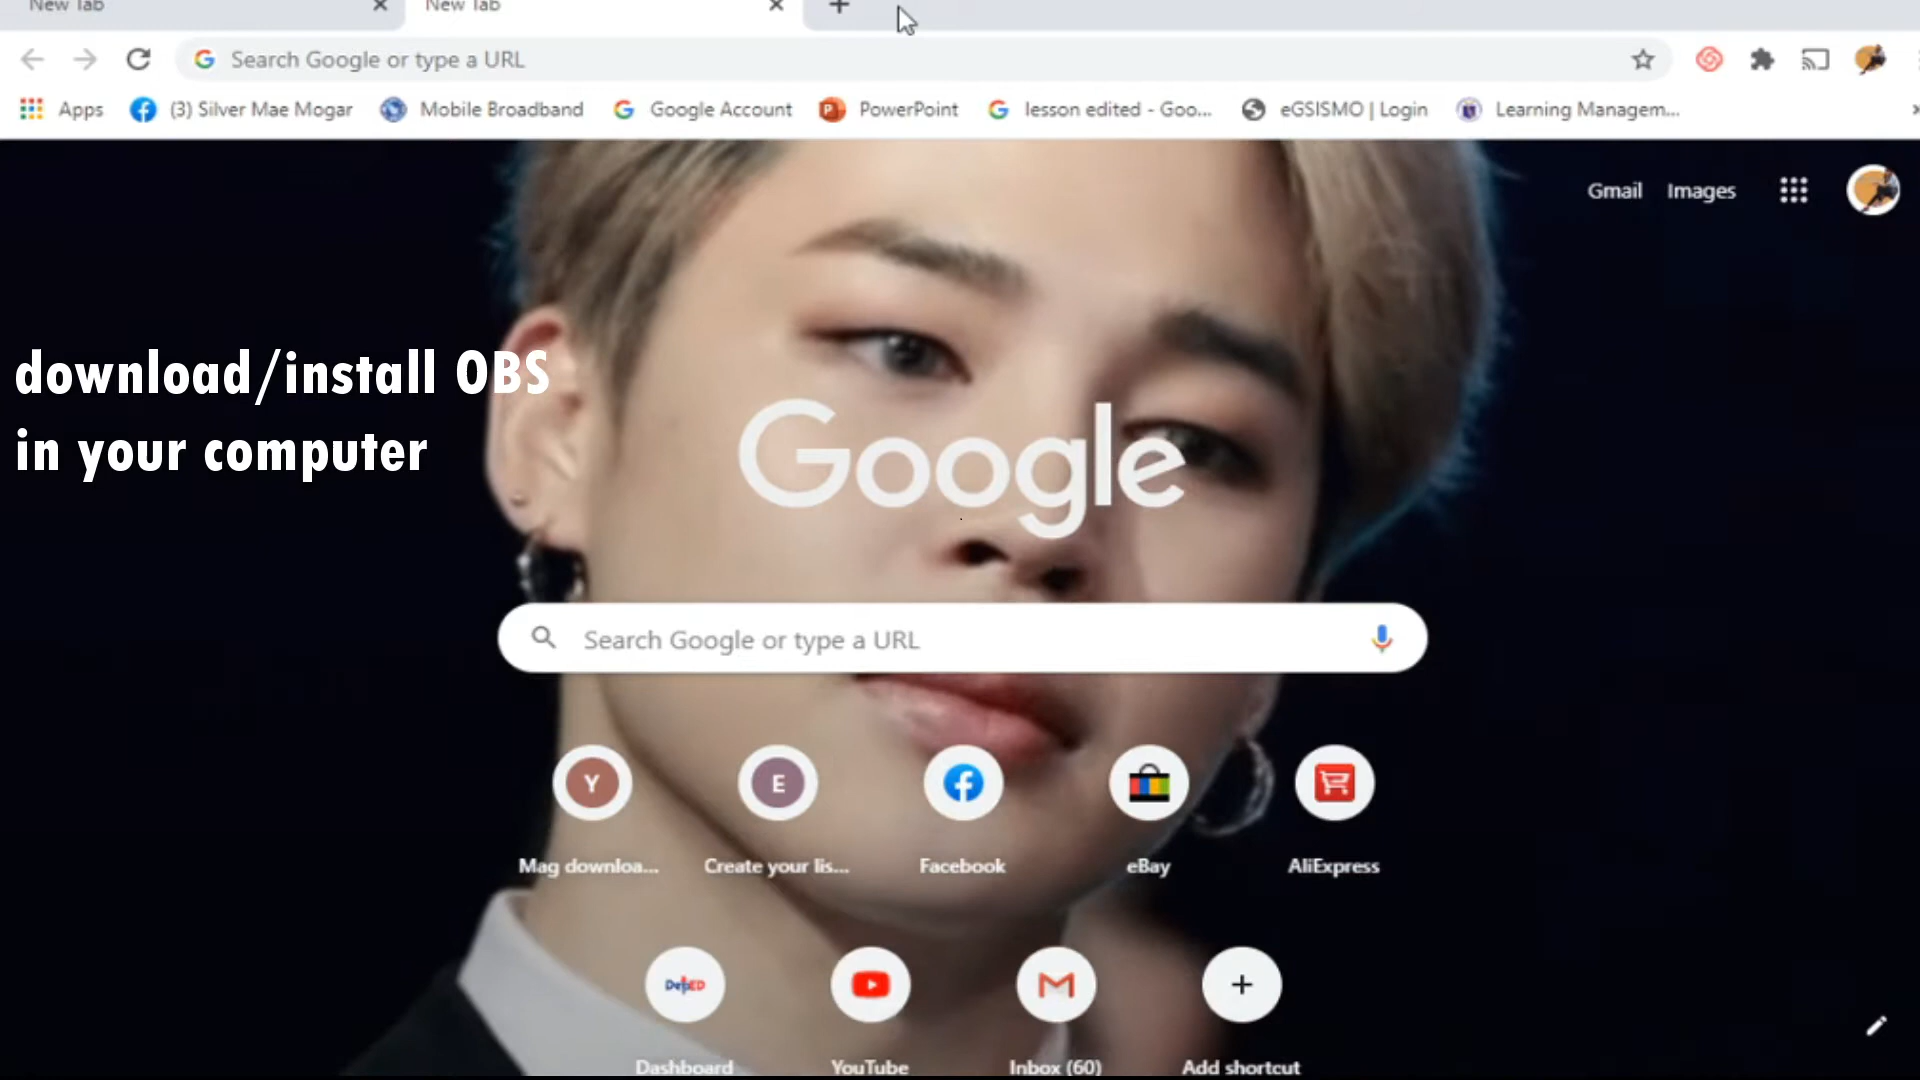 New Tab
New Tab
Search Google or type a URL
Apps
(3) Silver Mae Mogar
Mobile Broadband
Google Account
PowerPoint
lesson edited - Goo...
eGSISMO | Login
Learning Managem...
Gmail
Images
download/install OBS
in your computer
Google
Search Google or type a URL
Y
E
Mag downloa...
Create your lis...
Facebook
eBay
AliExpress
DepED
Dashboard
YouTube
Inbox (60)
Add shortcut